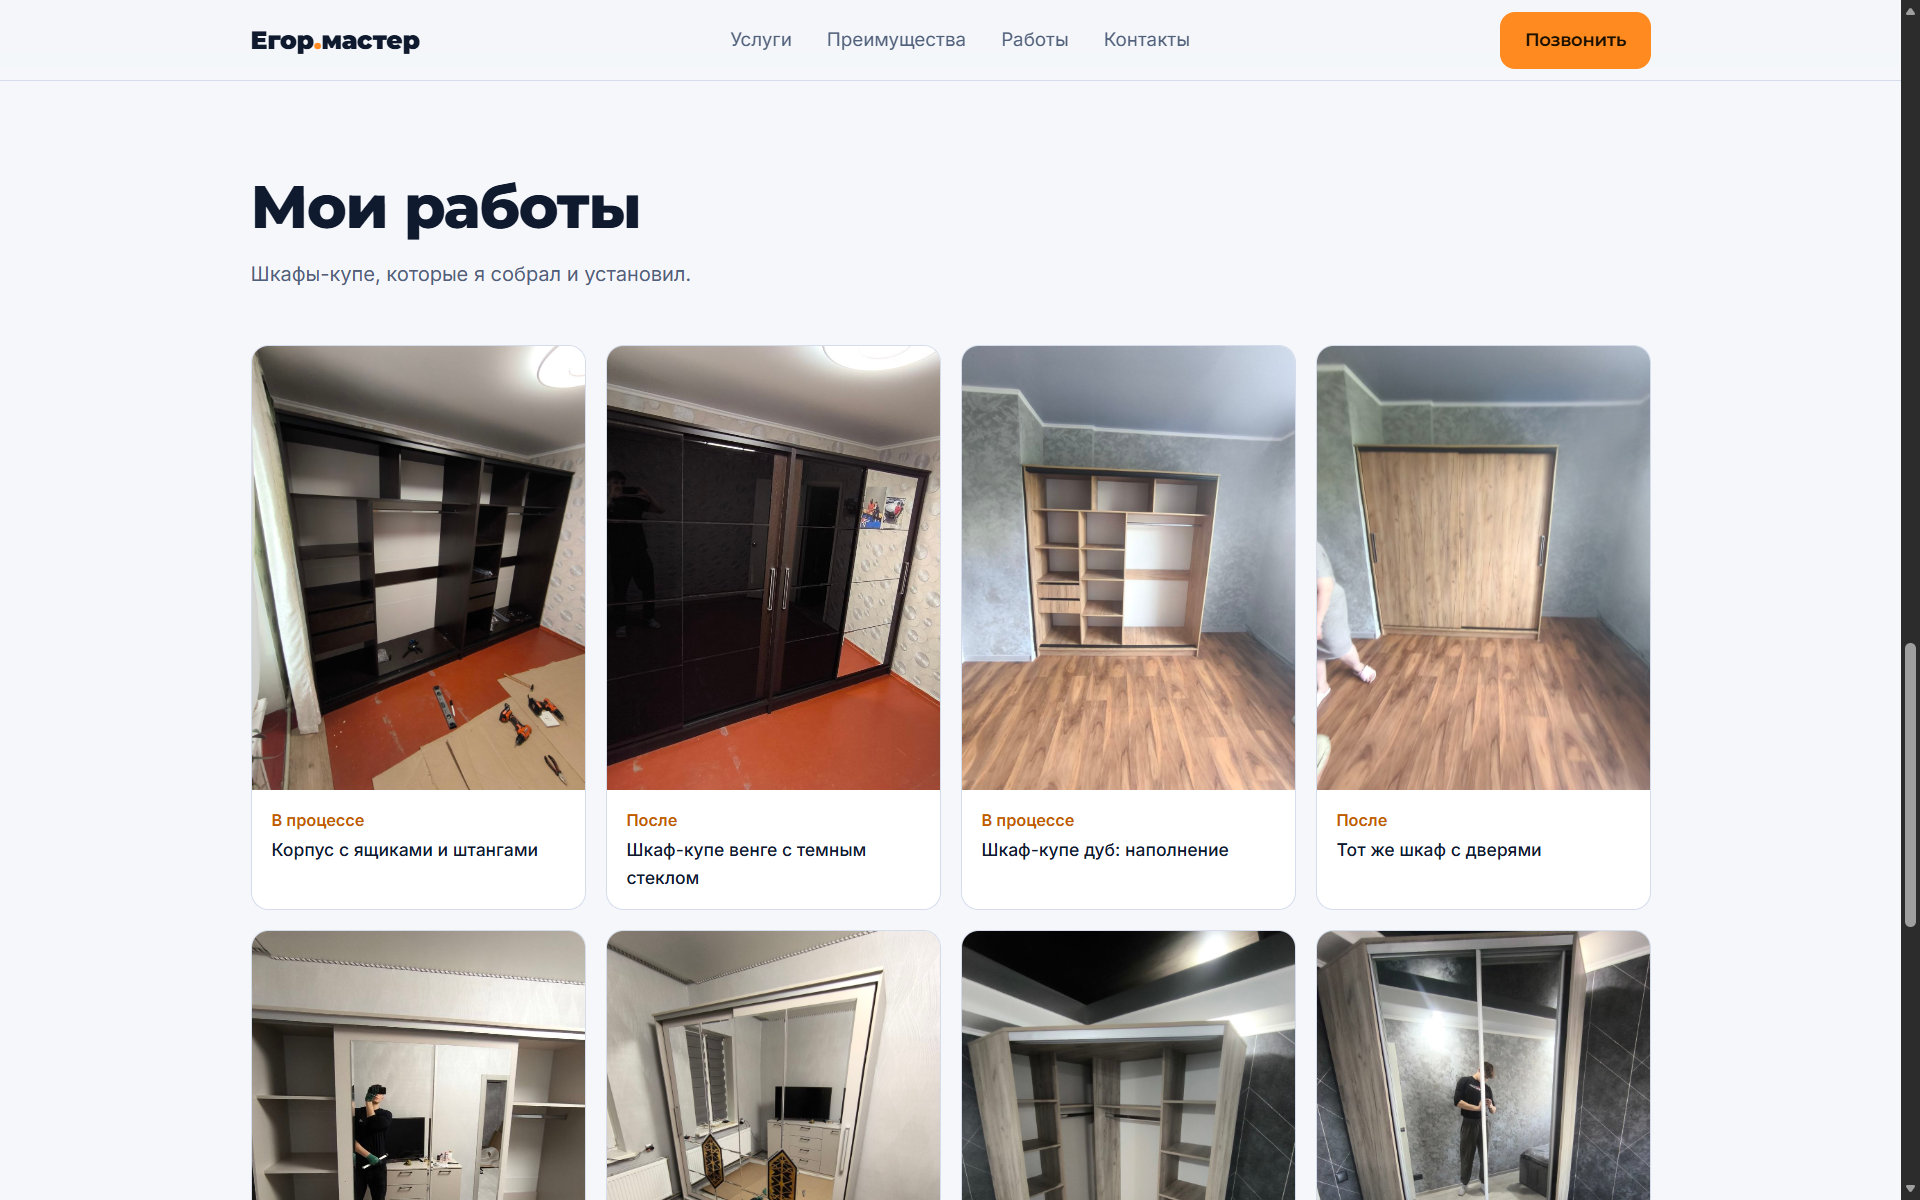 Егор.мастер
Услуги
Преимущества
Работы
Контакты
Позвонить
Мои работы
Шкафы-купе, которые я собрал и установил.
В процессе
Корпус с ящиками и штангами
После
Шкаф-купе венге с темным
стеклом
В процессе
Шкаф-купе дуб: наполнение
После
Тот же шкаф с дверями